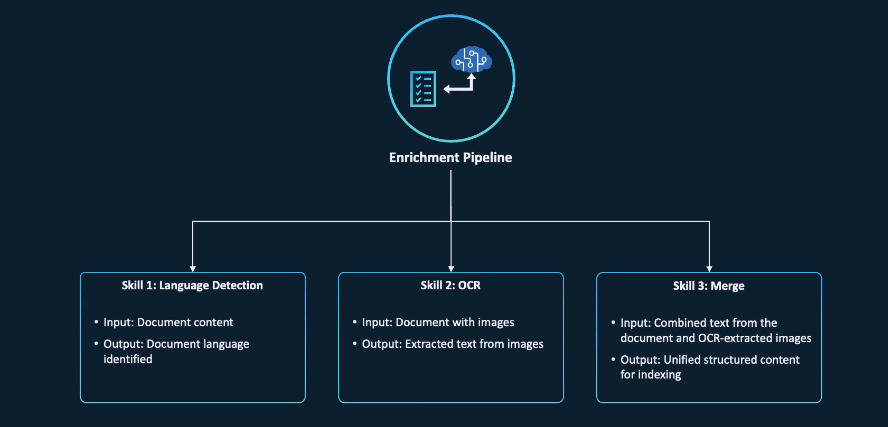 Enrichment Pipeline
Skill 1: Language Detection
• Input: Document content
• Output: Document language
identified
Skill 2: OCR
• Input: Document with images
• Output: Extracted text from images
Skill 3: Merge
• Input: Combined text from the
document and OCR-extracted images
• Output: Unified structured content
for indexing